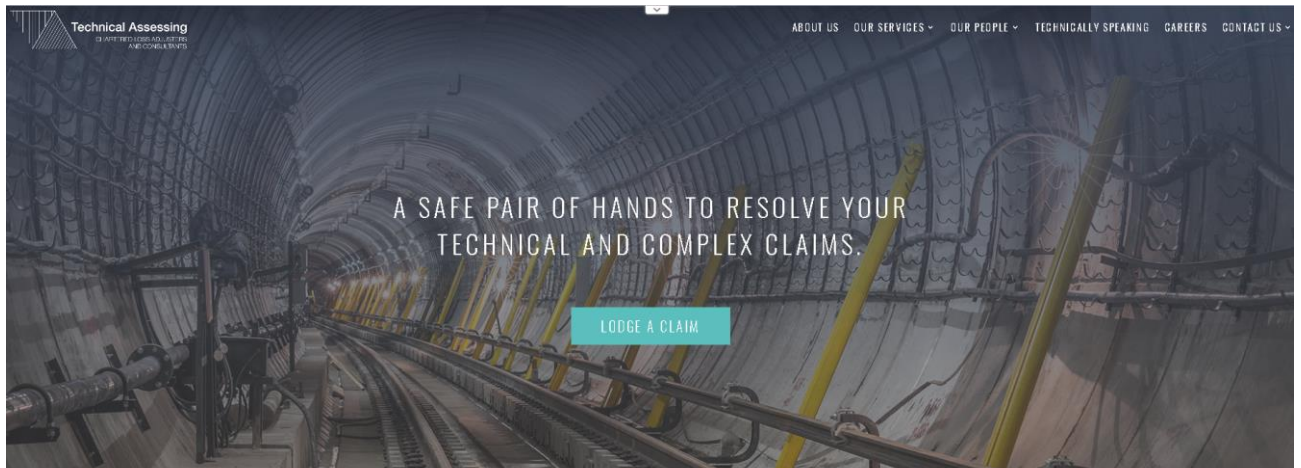 Technical Assessing
CHARTERED LOSS ADJUSTERS
AND CONSULTANTS
ABOUT US OUR SERVICES OUR PEOPLE TECHNICALLY SPEAKING CAREERS CONTACT US
A SAFE PAIR OF HANDS TO RESOLVE YOUR
TECHNICAL AND COMPLEX CLAIMS.
LODGE A CLAIM